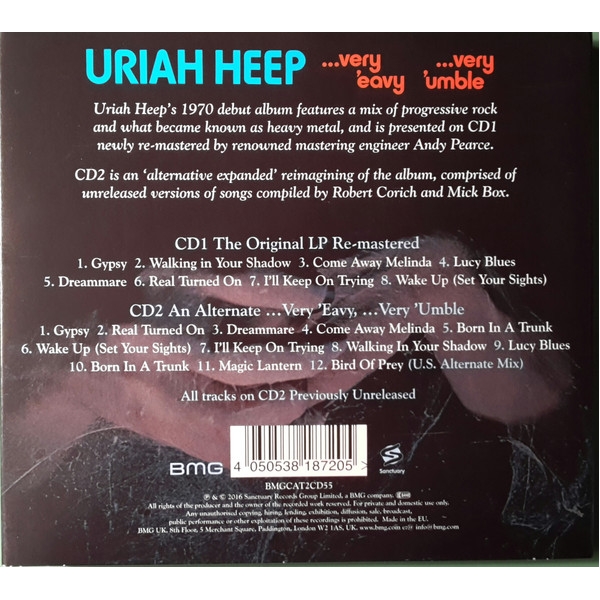 URIAH HEEP ...very 'eavy ...very 'umble
Uriah Heep's 1970 debut album features a mix of progressive rock
and what became known as heavy metal, and is presented on CD1
newly re-mastered by renowned mastering engineer Andy Pearce.
CD2 is an 'alternative expanded' reimagining of the album, comprised of
unreleased versions of songs compiled by Robert Corich and Mick Box.
CD1 The Original LP Re-mastered
1. Gypsy 2. Walking in Your Shadow 3. Come Away Melinda 4. Lucy Blues
5. Dreammare 6. Real Turned On 7. I'll Keep On Trying 8. Wake Up (Set Your Sights)
CD2 An Alternate ...Very 'Eavy, ...Very 'Umble
1. Gypsy 2. Real Turned On 3. Dreammare 4. Come Away Melinda 5. Born In A Trunk
6. Wake Up (Set Your Sights) 7. I'll Keep On Trying 8. Walking In Your Shadow 9. Lucy Blues
10. Born In A Trunk 11. Magic Lantern 12. Bird Of Prey (U.S. Alternate Mix)
All tracks on CD2 Previously Unreleased
BMG 4 050538 187205 > S Sanctuary
BMGCAT2CD55
℗ & © 2016 Sanctuary Records Group Limited, a BMG company.
All rights of the producer and the owner of the recorded work reserved. For private and domestic use only.
Any unauthorised copying, hiring, lending, exhibition, diffusion, sale, broadcast,
public performance or other exploitation of these recordings is prohibited. Made in the EU.
BMG UK, 8th Floor, 5 Merchant Square, Paddington, London W2 1AS, UK. www.bmg.com info@bmg.com